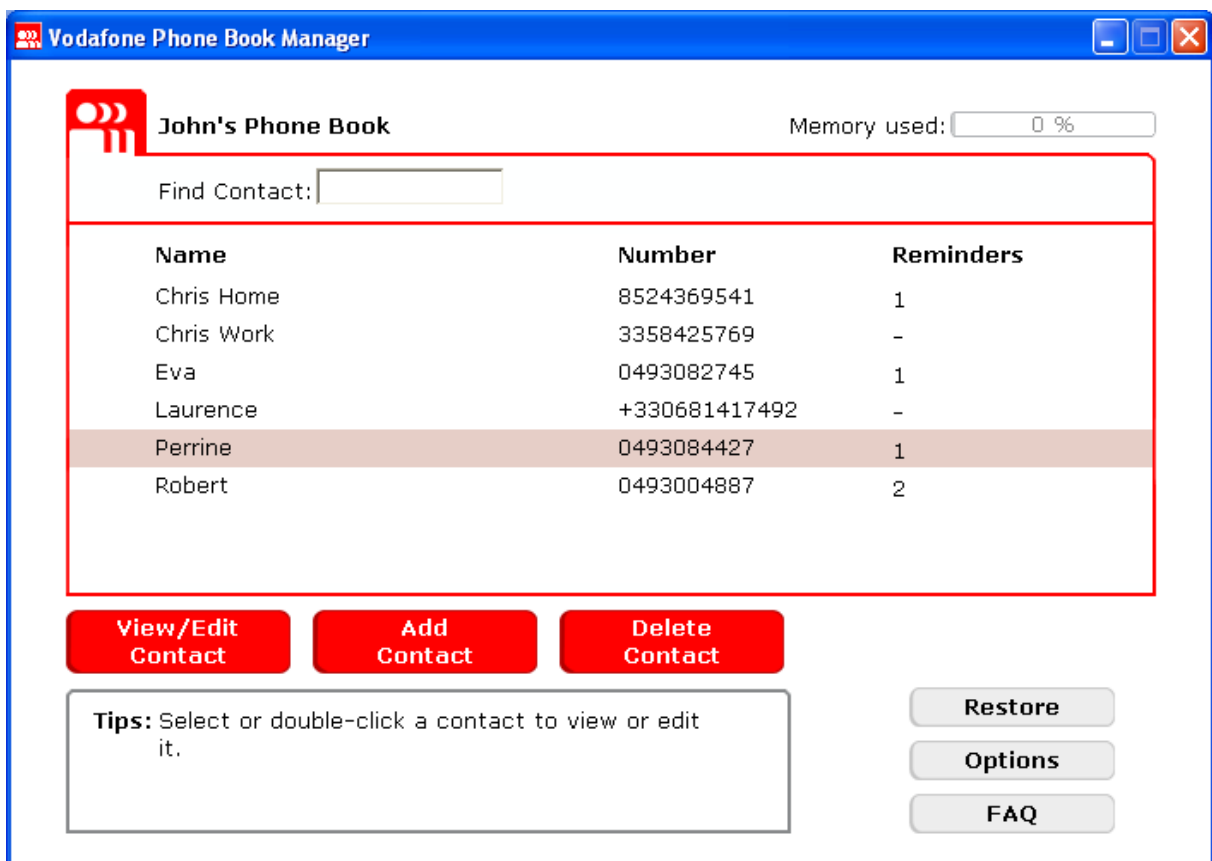 Vodafone Phone Book Manager
John's Phone Book Memory used: 0 %
Find Contact:
Name Number Reminders
Chris Home 8524369541 1
Chris Work 3358425769 -
Eva 0493082745 1
Laurence +330681417492 -
Perrine 0493084427 1
Robert 0493004887 2
View/Edit Contact Add Contact Delete Contact
Tips: Select or double-click a contact to view or edit
it.
Restore
Options
FAQ